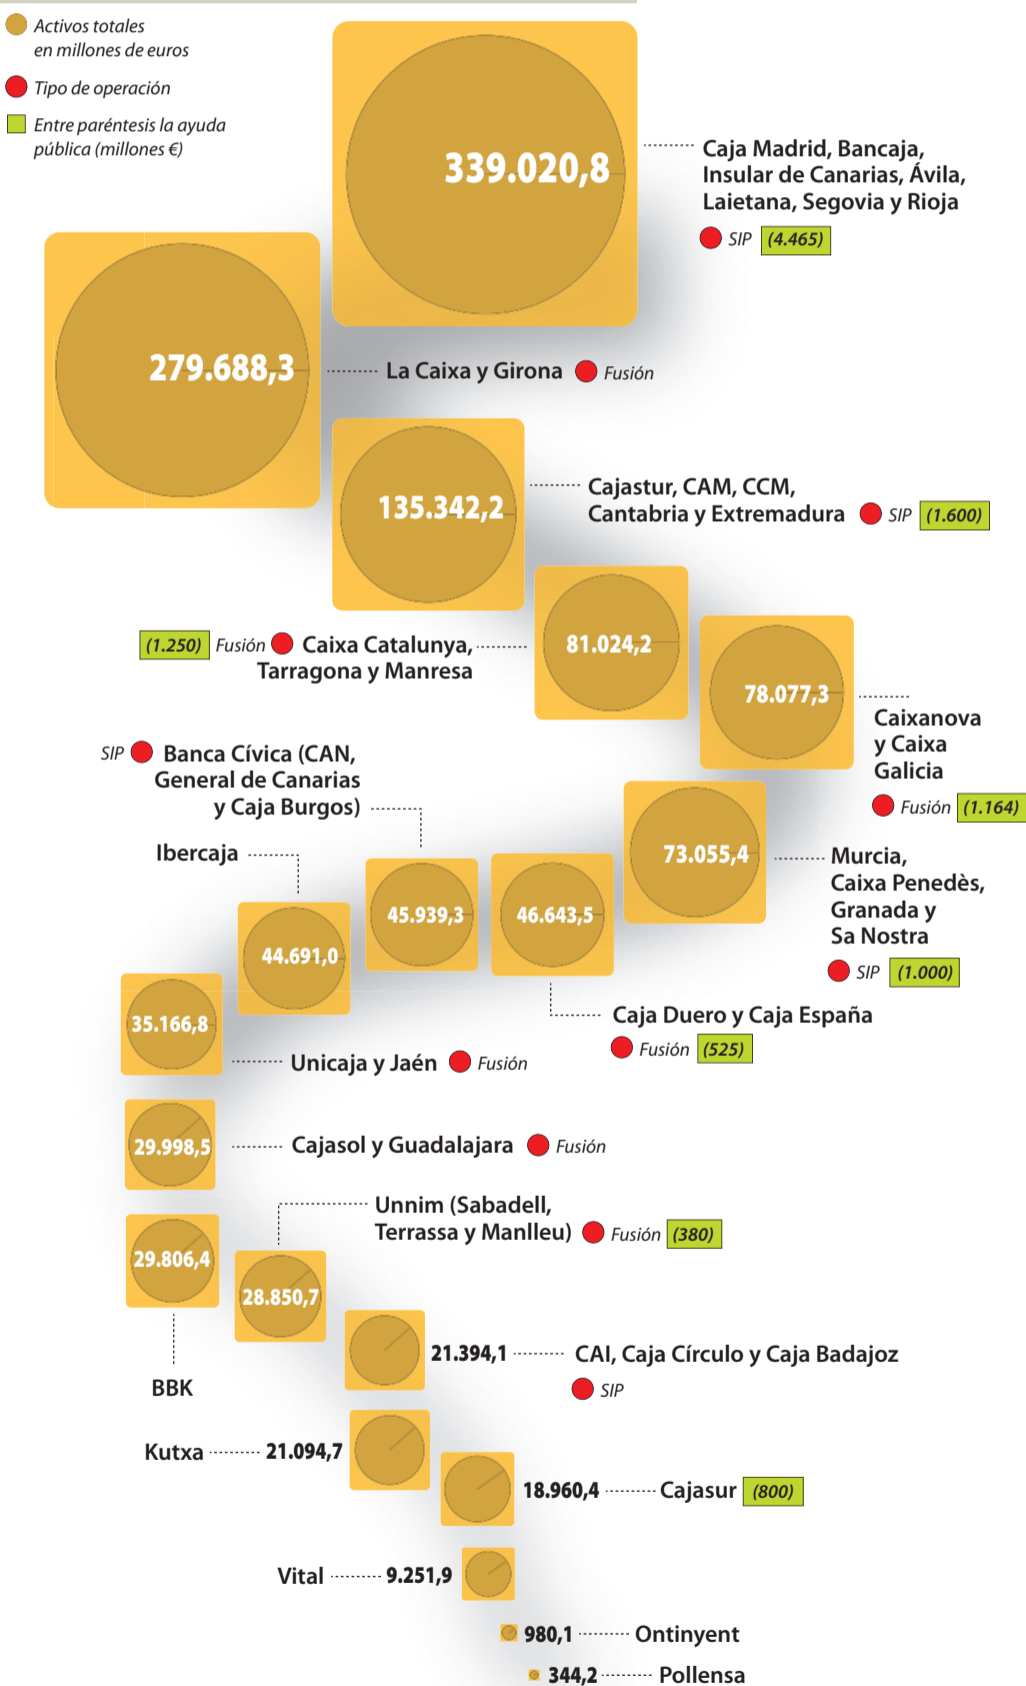 Activos totales
en millones de euros
Tipo de operación
Entre paréntesis la ayuda
pública (millones €)
339.020,8
Caja Madrid, Bancaja,
Insular de Canarias, Ávila,
Laietana, Segovia y Rioja
SIP (4.465)
279.688,3
La Caixa y Girona Fusión
135.342,2
Cajastur, CAM, CCM,
Cantabria y Extremadura SIP (1.600)
(1.250) Fusión Caixa Catalunya,
Tarragona y Manresa
81.024,2
78.077,3
Caixanova
y Caixa
Galicia
Fusión (1.164)
SIP Banca Cívica (CAN,
General de Canarias
y Caja Burgos)
45.939,3
46.643,5
Caja Duero y Caja España
Fusión (525)
73.055,4
Murcia,
Caixa Penedès,
Granada y
Sa Nostra
SIP (1.000)
Ibercaja
44.691,0
35.166,8
Unicaja y Jaén Fusión
29.998,5
Cajasol y Guadalajara Fusión
Unnim (Sabadell,
Terrassa y Manlleu) Fusión (380)
29.806,4
BBK
28.850,7
21.394,1 CAI, Caja Círculo y Caja Badajoz
SIP
Kutxa 21.094,7
18.960,4 Cajasur (800)
Vital 9.251,9
980,1 Ontinyent
344,2 Pollensa